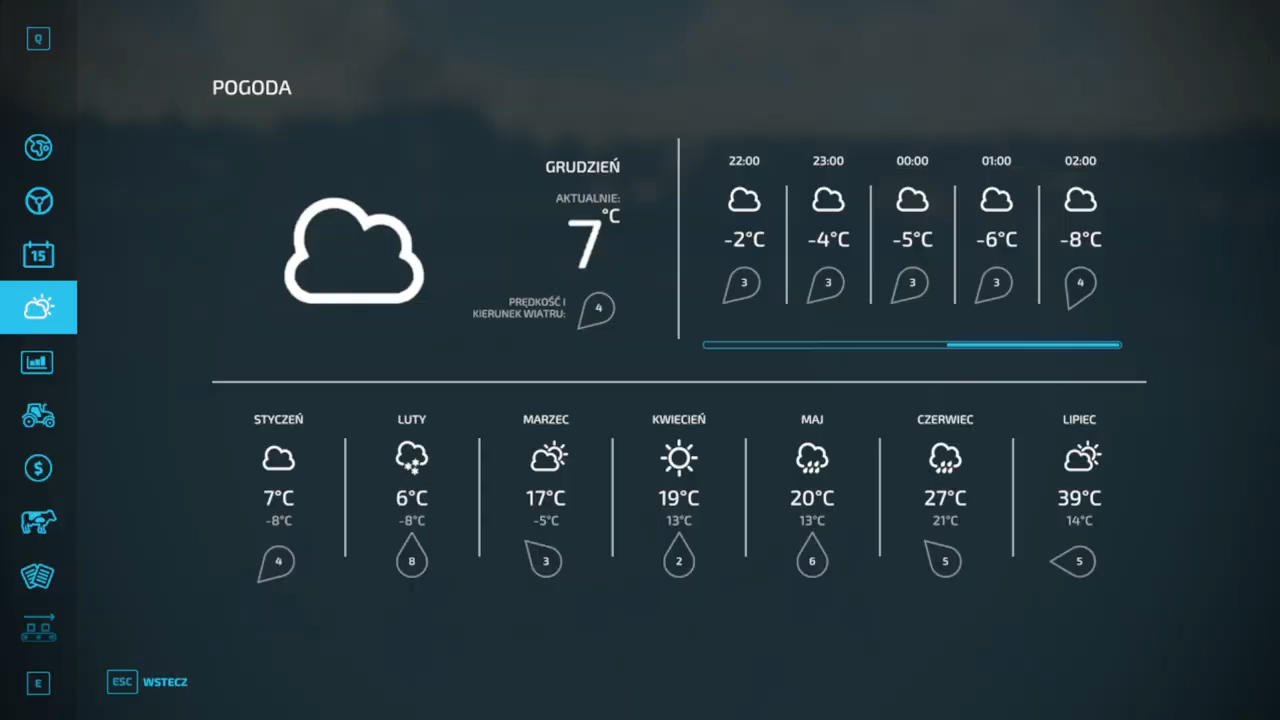 Q
POGODA
15
GRUDZIEŃ
AKTUALNIE:
7°C
PRĘDKOŚĆ I
KIERUNEK WIATRU:
4
22:00 23:00 00:00 01:00 02:00
-2°C -4°C -5°C -6°C -8°C
3 3 3 3 4
$
STYCZEŃ LUTY MARZEC KWIECIEŃ MAJ CZERWIEC LIPIEC
7°C 6°C 17°C 19°C 20°C 27°C 39°C
-8°C -8°C -5°C 13°C 13°C 21°C 14°C
4 8 3 2 6 5 5
E
ESC WSTECZ